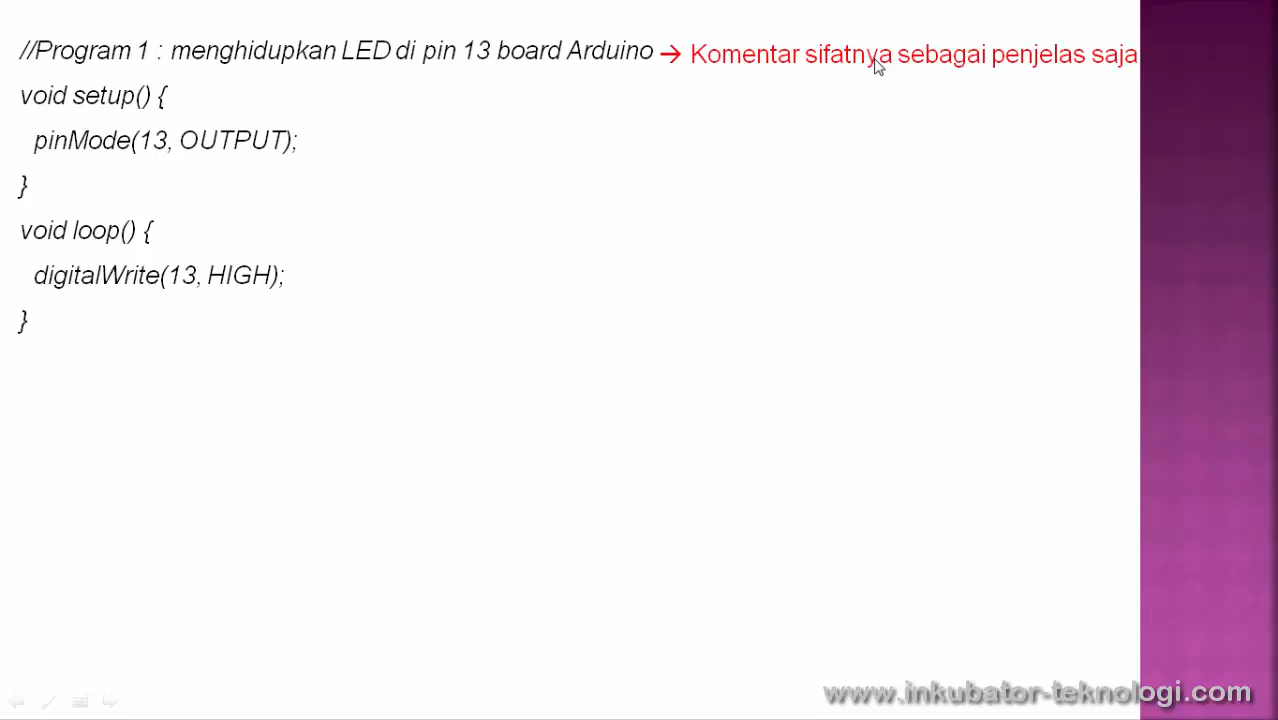 //Program 1 : menghidupkan LED di pin 13 board Arduino → Komentar sifatnya sebagai penjelas saja
void setup() {
pinMode(13, OUTPUT);
}
void loop() {
digitalWrite(13, HIGH);
}
www.inkubator-teknologi.com